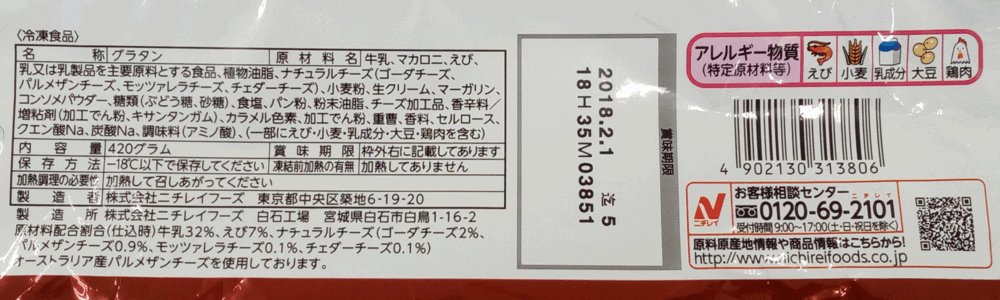 〈冷凍食品〉
名 称 グラタン 原 材 料 名 牛乳、マカロニ、えび、
乳又は乳製品を主要原料とする食品、植物油脂、ナチュラルチーズ(ゴーダチーズ、
パルメザンチーズ、モッツァレラチーズ、チェダーチーズ)、小麦粉、生クリーム、マーガリン、
コンソメパウダー、糖類(ぶどう糖、砂糖)、食塩、パン粉、粉末油脂、チーズ加工品、香辛料/
増粘剤(加工でん粉、キサンタンガム)、カラメル色素、加工でん粉、重曹、香料、セルロース、
クエン酸Na、炭酸Na、調味料(アミノ酸)、(一部にえび・小麦・乳成分・大豆・鶏肉を含む)
内 容 量 420グラム 賞 味 期 限 枠外右に記載してあります
保 存 方 法 −18℃以下で保存してください 凍結前加熱の有無 加熱してありません
加熱調理の必要性 加熱して召しあがってください
製 造 者 株式会社ニチレイフーズ 東京都中央区築地6-19-20
製 造 所 株式会社ニチレイフーズ 白石工場 宮城県白石市白鳥1-16-2
原材料配合割合(仕込時)牛乳32%、えび7%、ナチュラルチーズ(ゴーダチーズ2%、
パルメザンチーズ0.9%、モッツァレラチーズ0.1%、チェダーチーズ0.1%)
オーストラリア産パルメザンチーズを使用しております。
賞味期限
2018.2.1 迄 5
18H35M03851
アレルギー物質
(特定原材料等)
えび 小麦 乳成分 大豆 鶏肉
4 902130 313806
ニチレイ
お客様相談センター
ニチレイ
0120-69-2101
受付時間9:00〜17:00(土・日・祝日を除く)
原料原産地情報や商品情報はこちらから!
http://www.nichireifoods.co.jp